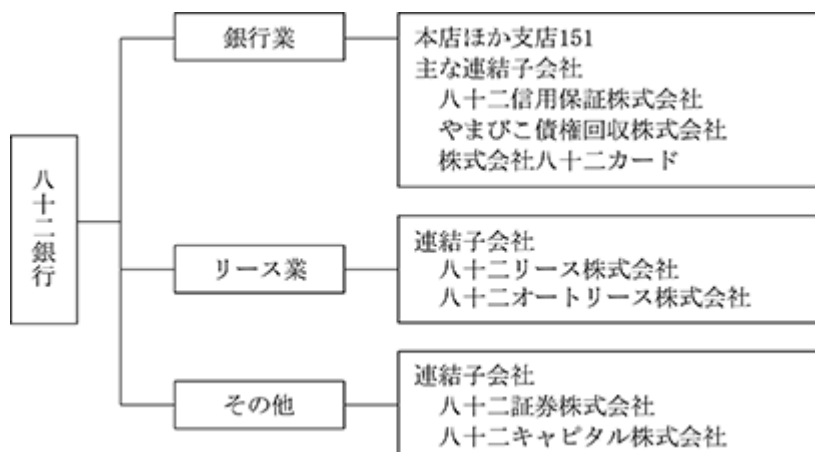 八十二銀行
銀行業
本店ほか支店151
主な連結子会社
八十二信用保証株式会社
やまびこ債権回収株式会社
株式会社八十二カード
リース業
連結子会社
八十二リース株式会社
八十二オートリース株式会社
その他
連結子会社
八十二証券株式会社
八十二キャピタル株式会社